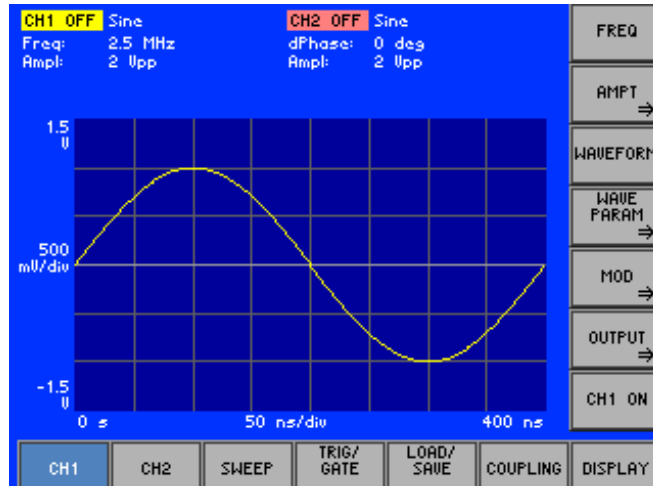 CH1 OFF Sine
CH2 OFF Sine
Freq: 2.5 MHz
dPhase: 0 deg
Ampl: 2 Vpp
Ampl: 2 Vpp
1.5
V
500
mV/div
-1.5
V
0 s
50 ns/div
400 ns
FREQ
AMPT
WAVEFORM
WAVE
PARAM
MOD
OUTPUT
CH1 ON
CH1
CH2
SWEEP
TRIG/
GATE
LOAD/
SAVE
COUPLING
DISPLAY